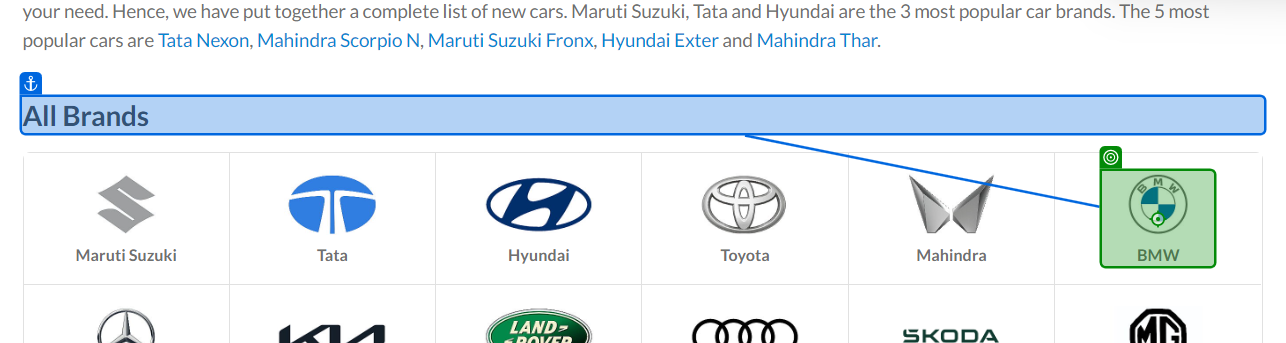 your need. Hence, we have put together a complete list of new cars. Maruti Suzuki, Tata and Hyundai are the 3 most popular car brands. The 5 most
popular cars are Tata Nexon, Mahindra Scorpio N, Maruti Suzuki Fronx, Hyundai Exter and Mahindra Thar.
All Brands
BMW
Maruti Suzuki
Tata
Hyundai
Toyota
Mahindra
BMW
LAND-
ROVER
ŠKODA
MG